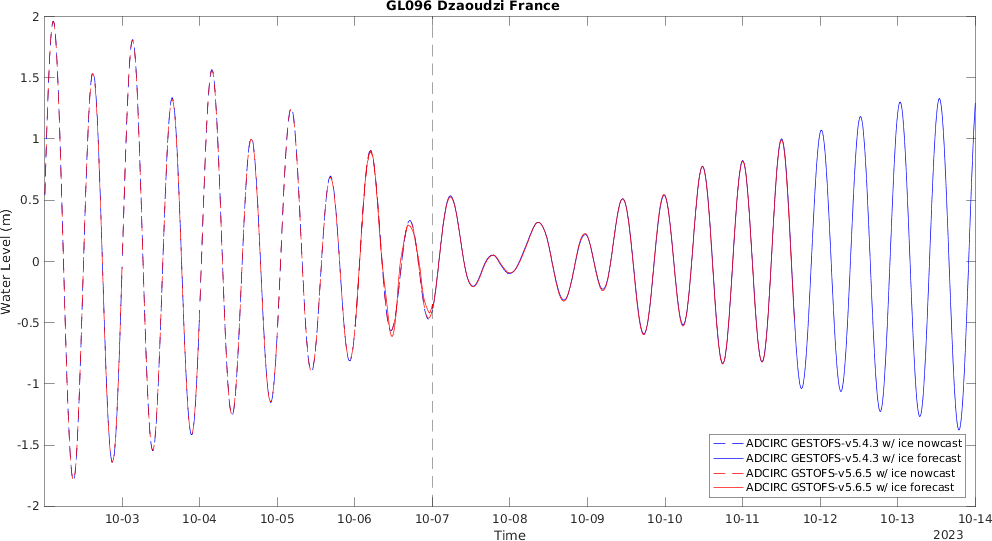 GL096 Dzaoudzi France
Water Level (m)
2
1.5
1
0.5
0
-0.5
-1
-1.5
-2
ADCIRC GESTOFS-v5.4.3 w/ ice nowcast
ADCIRC GESTOFS-v5.4.3 w/ ice forecast
ADCIRC GSTOFS-v5.6.5 w/ ice nowcast
ADCIRC GSTOFS-v5.6.5 w/ ice forecast
10-03 10-04 10-05 10-06 10-07 10-08 10-09 10-10 10-11 10-12 10-13 10-14
Time
2023